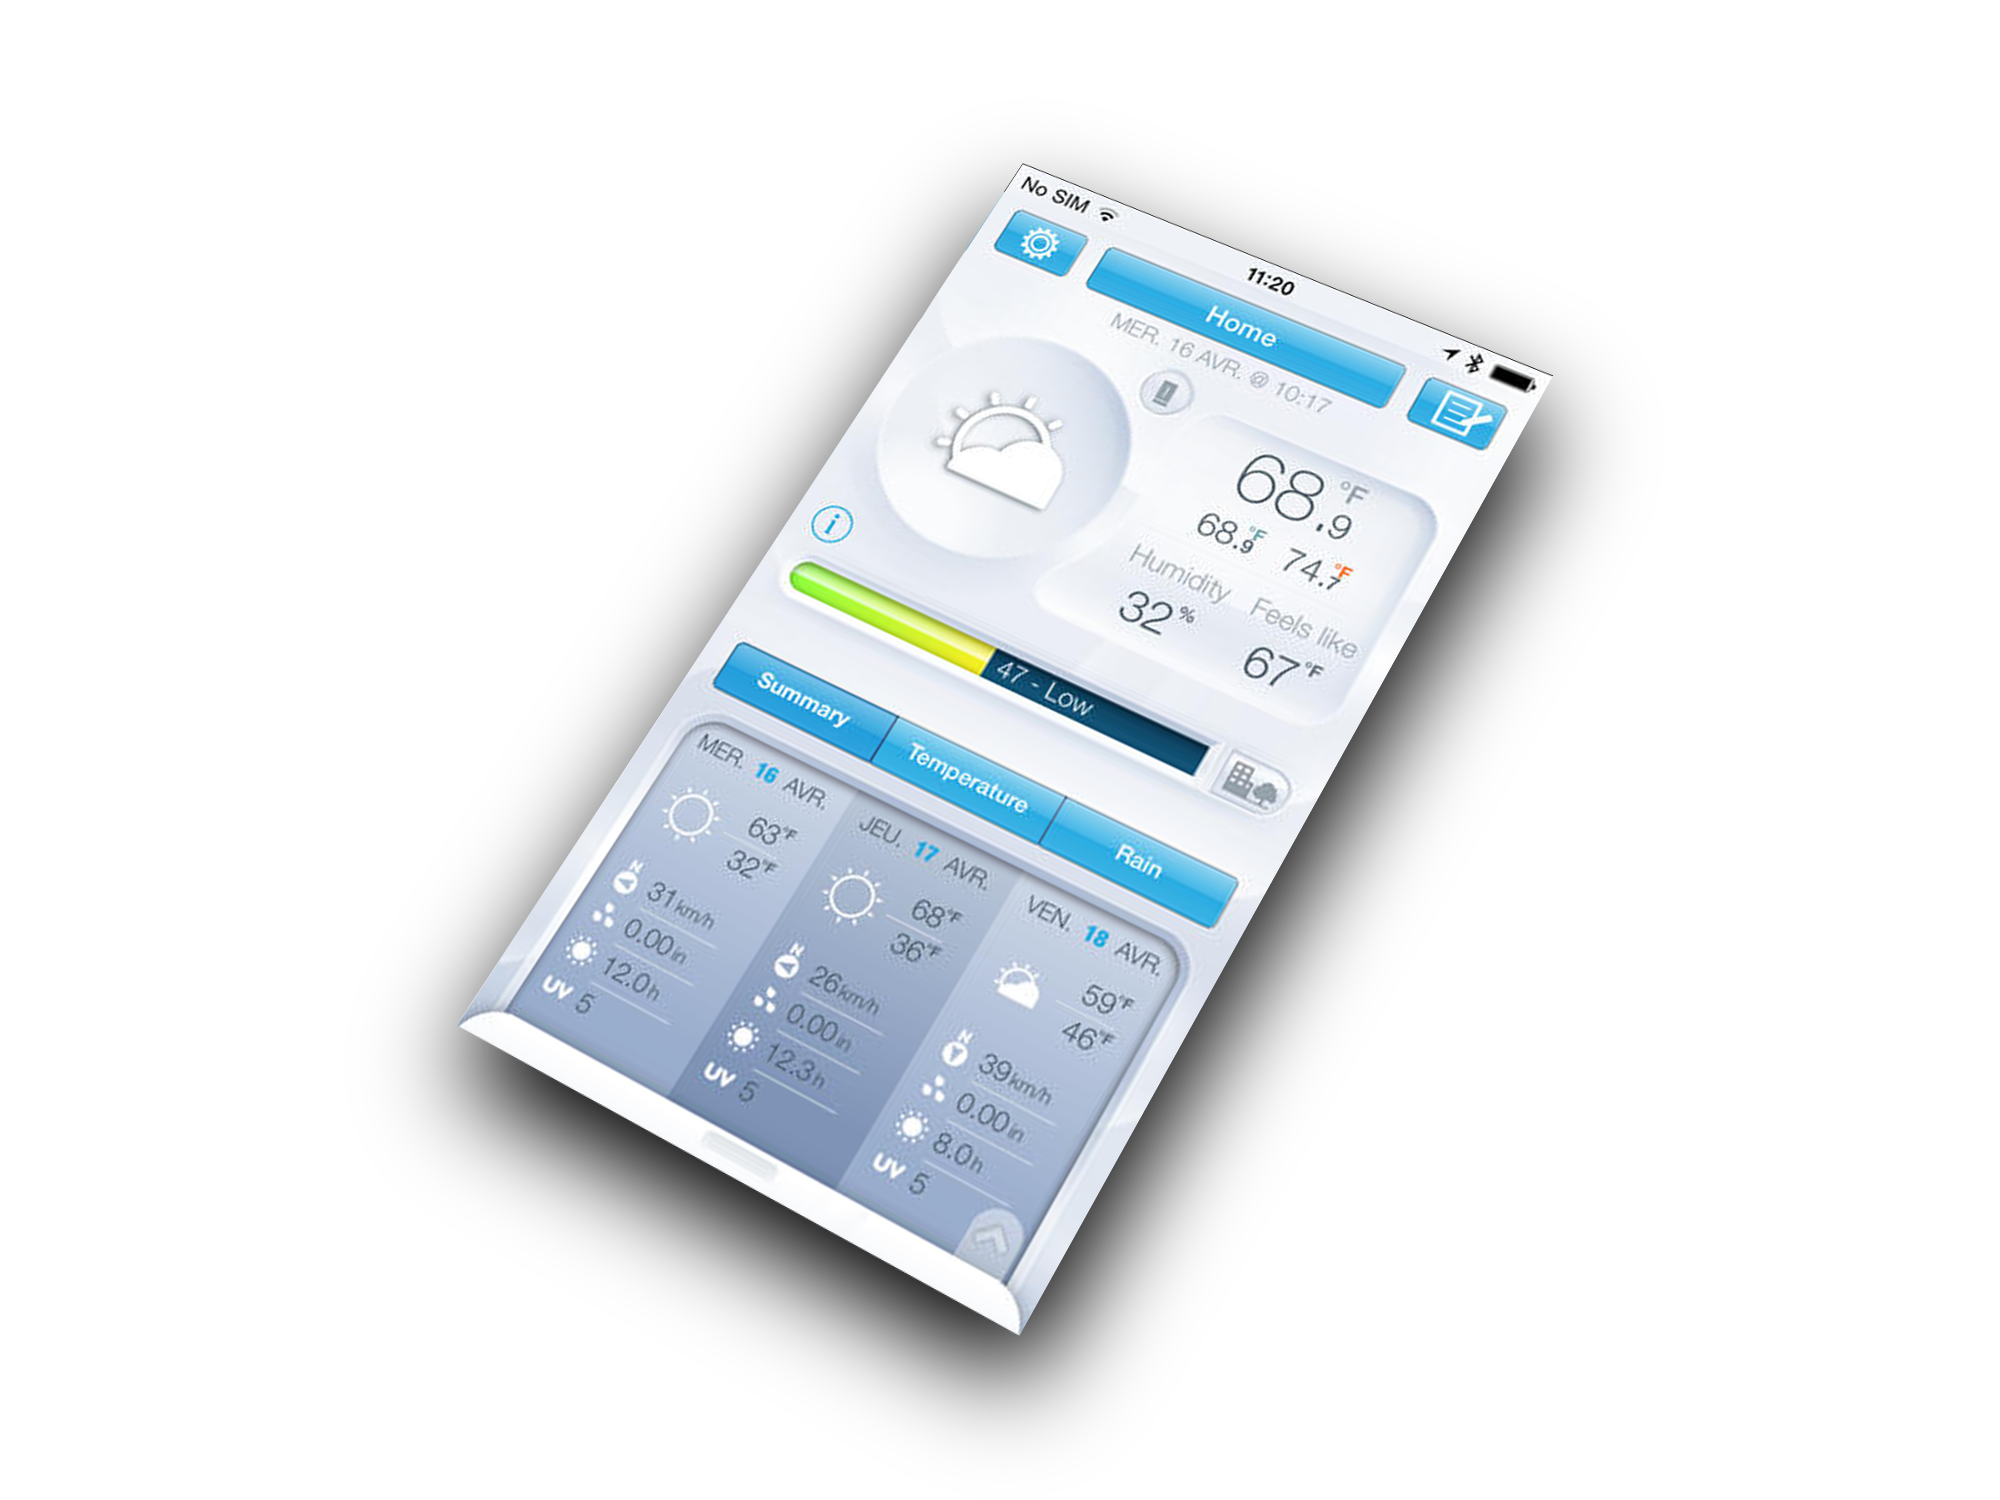 No SIM 11:20
Home
MER. 16 AVR. @ 10:17
68.9 °F
68.9 °F 74.7 °F
Humidity Feels like
32 % 67 °F
i
47 - Low
Summary Temperature Rain
MER. 16 AVR.
63°F
32°F
N 31 km/h
0.00 in
12.0 h
UV 5
JEU. 17 AVR.
68°F
36°F
N 26 km/h
0.00 in
12.3 h
UV 5
VEN. 18 AVR.
59°F
46°F
N 39 km/h
0.00 in
8.0 h
UV 5